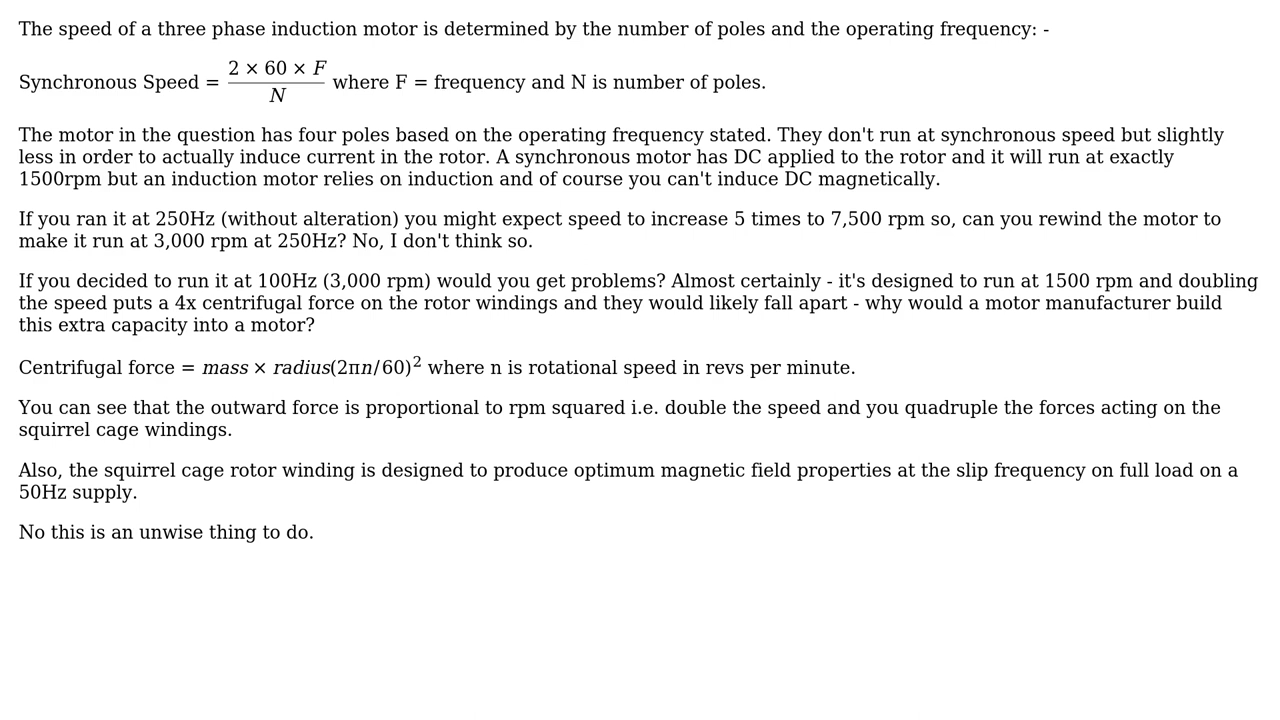 The speed of a three phase induction motor is determined by the number of poles and the operating frequency: -
Synchronous Speed = \frac{2 × 60 × F}{N} where F = frequency and N is number of poles.
The motor in the question has four poles based on the operating frequency stated. They don't run at synchronous speed but slightly
less in order to actually induce current in the rotor. A synchronous motor has DC applied to the rotor and it will run at exactly
1500rpm but an induction motor relies on induction and of course you can't induce DC magnetically.
If you ran it at 250Hz (without alteration) you might expect speed to increase 5 times to 7,500 rpm so, can you rewind the motor to
make it run at 3,000 rpm at 250Hz? No, I don't think so.
If you decided to run it at 100Hz (3,000 rpm) would you get problems? Almost certainly - it's designed to run at 1500 rpm and doubling
the speed puts a 4x centrifugal force on the rotor windings and they would likely fall apart - why would a motor manufacturer build
this extra capacity into a motor?
Centrifugal force = mass × radius(2πn/60)² where n is rotational speed in revs per minute.
You can see that the outward force is proportional to rpm squared i.e. double the speed and you quadruple the forces acting on the
squirrel cage windings.
Also, the squirrel cage rotor winding is designed to produce optimum magnetic field properties at the slip frequency on full load on a
50Hz supply.
No this is an unwise thing to do.